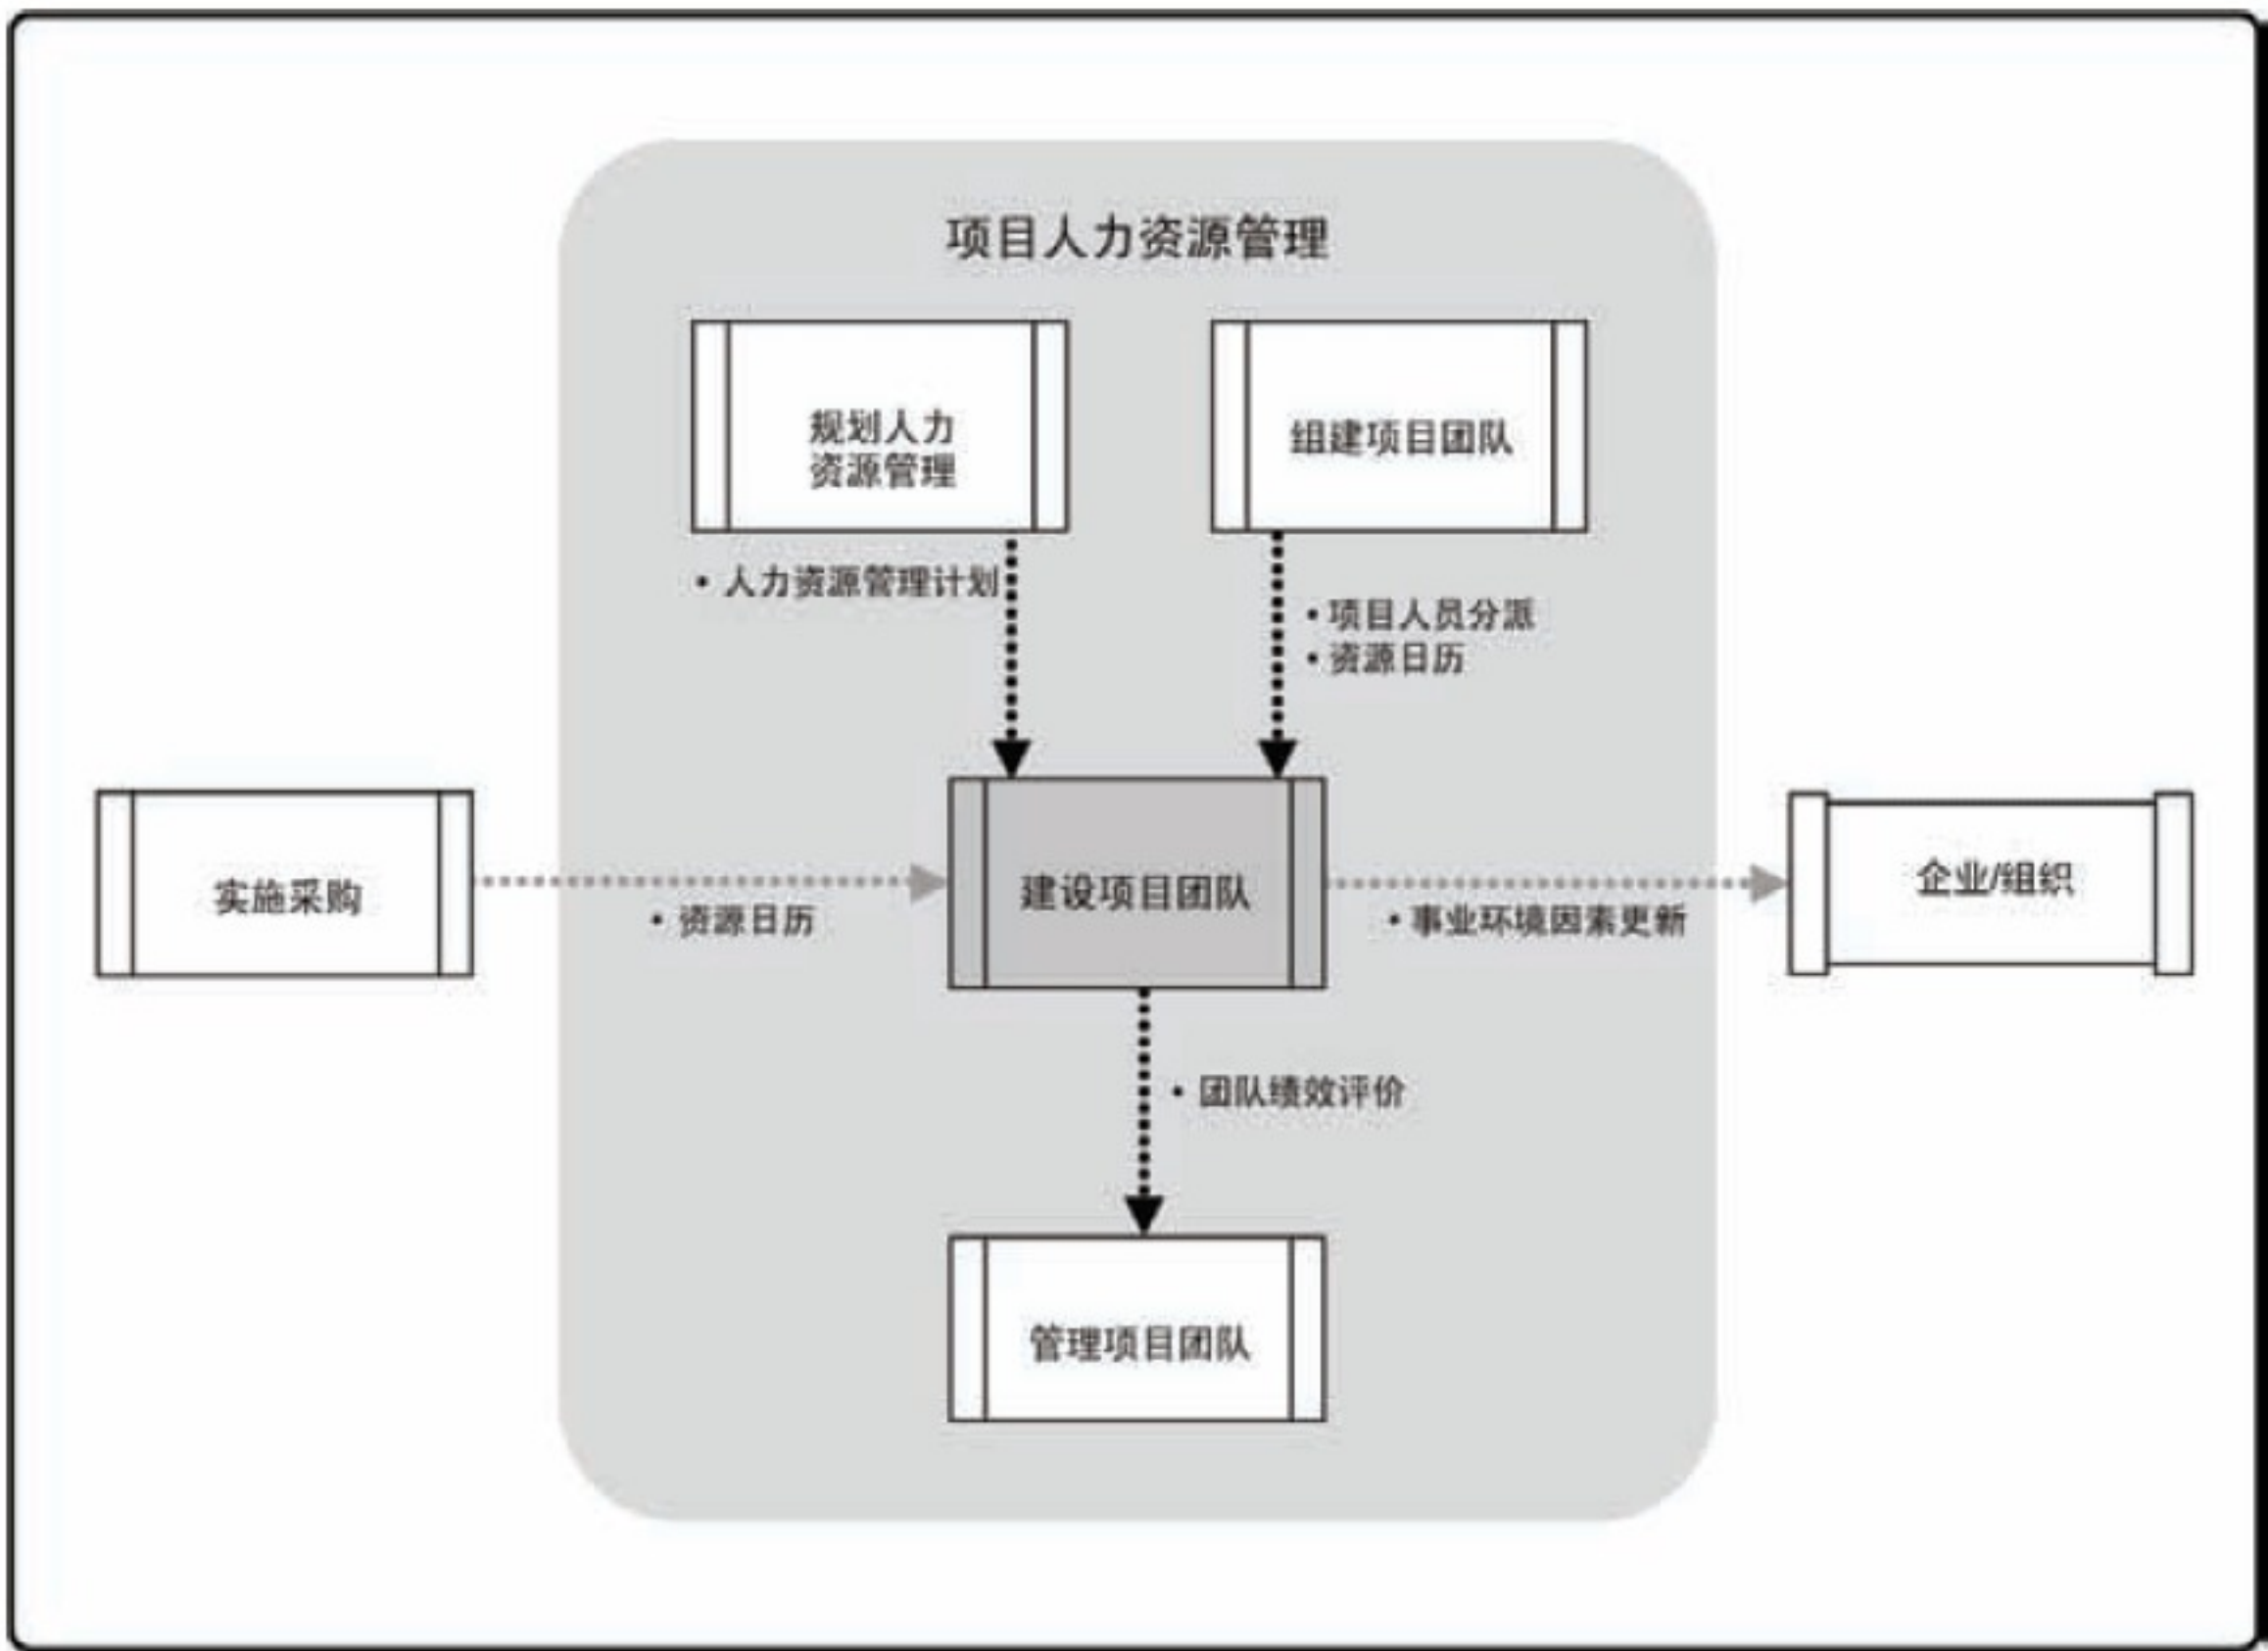 项目人力资源管理
规划人力
资源管理
组建项目团队
• 人力资源管理计划
• 项目人员分派
• 资源日历
实施采购
• 资源日历
建设项目团队
• 事业环境因素更新
企业/组织
• 团队绩效评价
管理项目团队